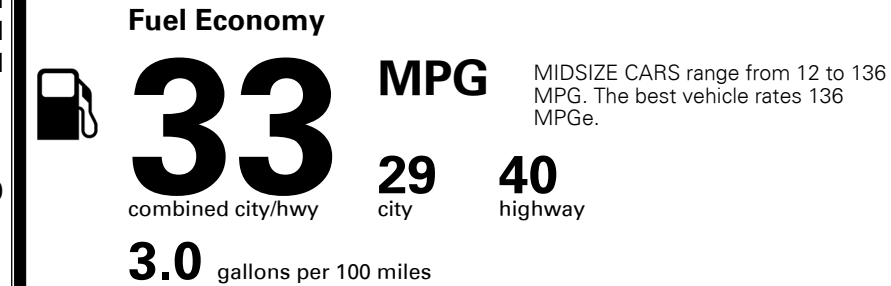 Fuel Economy
33
MPG
MIDSIZE CARS range from 12 to 136
MPG. The best vehicle rates 136
MPGe.
combined city/hwy
29
city
40
highway
3.0 gallons per 100 miles